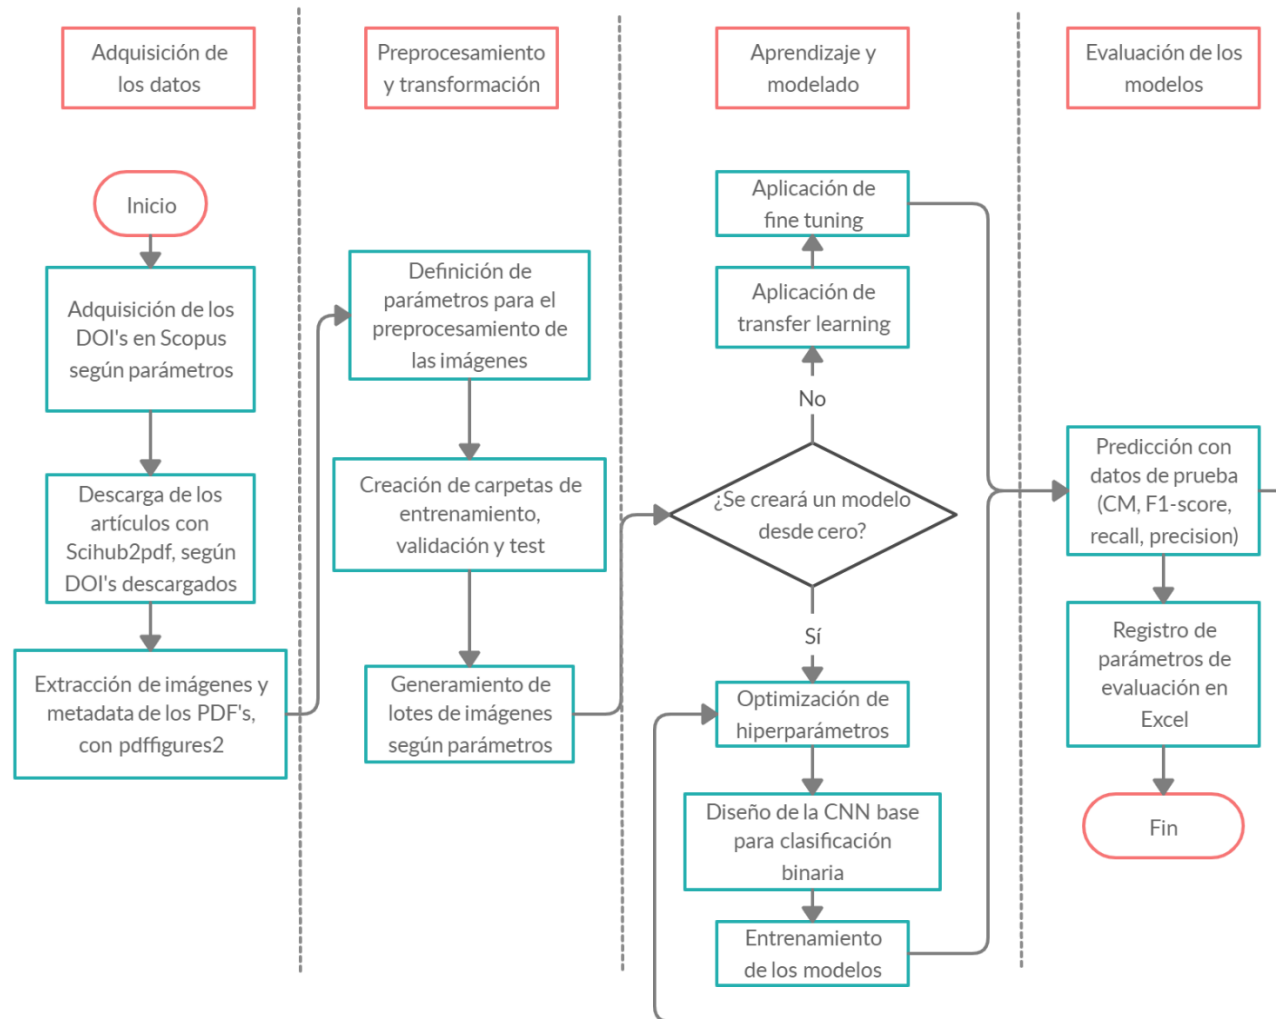 Adquisición de
los datos
Inicio
Adquisición de los
DOI's en Scopus
según parámetros
Descarga de los
artículos con
Scihub2pdf, según
DOI's descargados
Extracción de imágenes y
metadata de los PDF's,
con pdffigures2
Preprocesamiento
y transformación
Definición de
parámetros para el
preprocesamiento de
las imágenes
Creación de carpetas de
entrenamiento,
validación y test
Generamiento de
lotes de imágenes
según parámetros
Aprendizaje y
modelado
Aplicación de
fine tuning
Aplicación de
transfer learning
No
¿Se creará un modelo
desde cero?
Sí
Optimización de
hiperparámetros
Diseño de la CNN base
para clasificación
binaria
Entrenamiento
de los modelos
Evaluación de los
modelos
Predicción con
datos de prueba
(CM, F1-score,
recall, precision)
Registro de
parámetros de
evaluación en
Excel
Fin